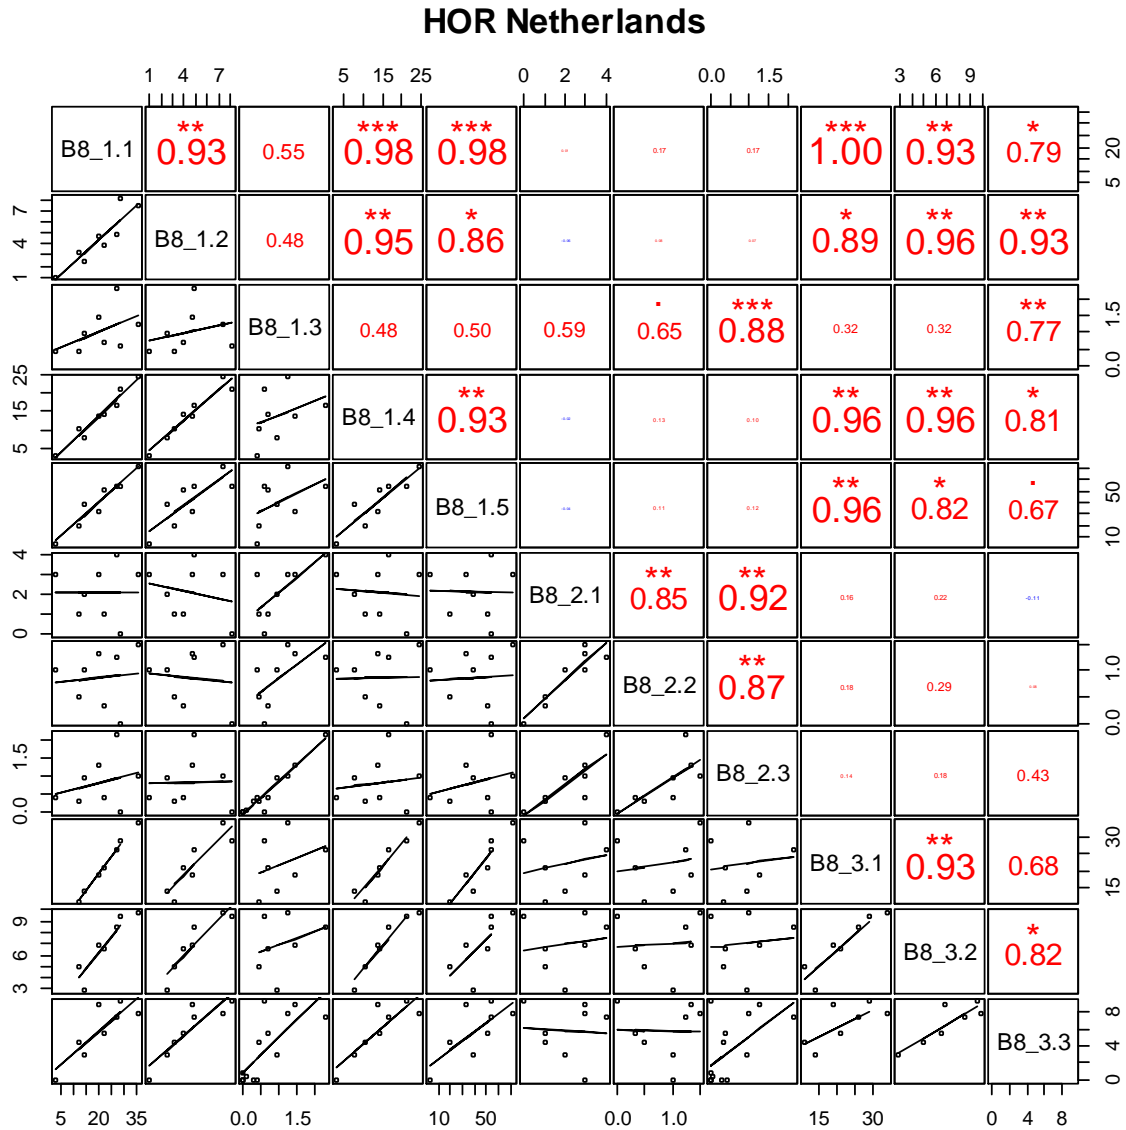 HOR Netherlands
1 4 7 5 15 25 0 2 4 0.0 1.5 3 6 9
B8_1.1 ** 0.93 0.55 *** 0.98 *** 0.98 0.17 0.17 *** 1.00 ** 0.93 * 0.79 5 20
1 4 7 B8_1.2 0.48 ** 0.95 * 0.86 * 0.89 ** 0.96 ** 0.93
B8_1.3 0.48 0.50 0.59 . 0.65 *** 0.88 0.32 0.32 ** 0.77 0.0 1.5
5 15 25 B8_1.4 ** 0.93 0.13 0.10 ** 0.96 ** 0.96 * 0.81
B8_1.5 0.11 0.12 ** 0.96 * 0.82 . 0.67 10 50
0 2 4 B8_2.1 ** 0.85 ** 0.92 0.16 0.22 -0.11
B8_2.2 ** 0.87 0.18 0.29 0.0 1.0
0.0 1.5 B8_2.3 0.14 0.18 0.43
B8_3.1 ** 0.93 0.68 15 30
3 6 9 B8_3.2 * 0.82
B8_3.3 0 4 8
5 20 35 0.0 1.5 10 50 0.0 1.0 15 30 0 4 8